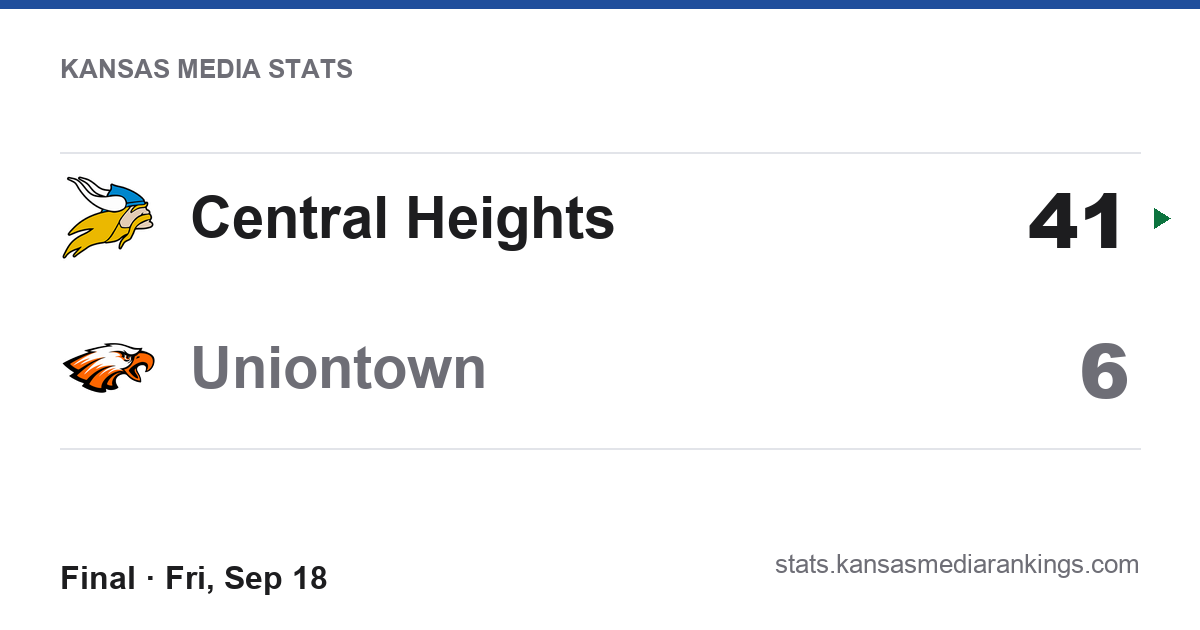 KANSAS MEDIA STATS
Central Heights 41
Uniontown 6
Final · Fri, Sep 18
stats.kansasmediarankings.com